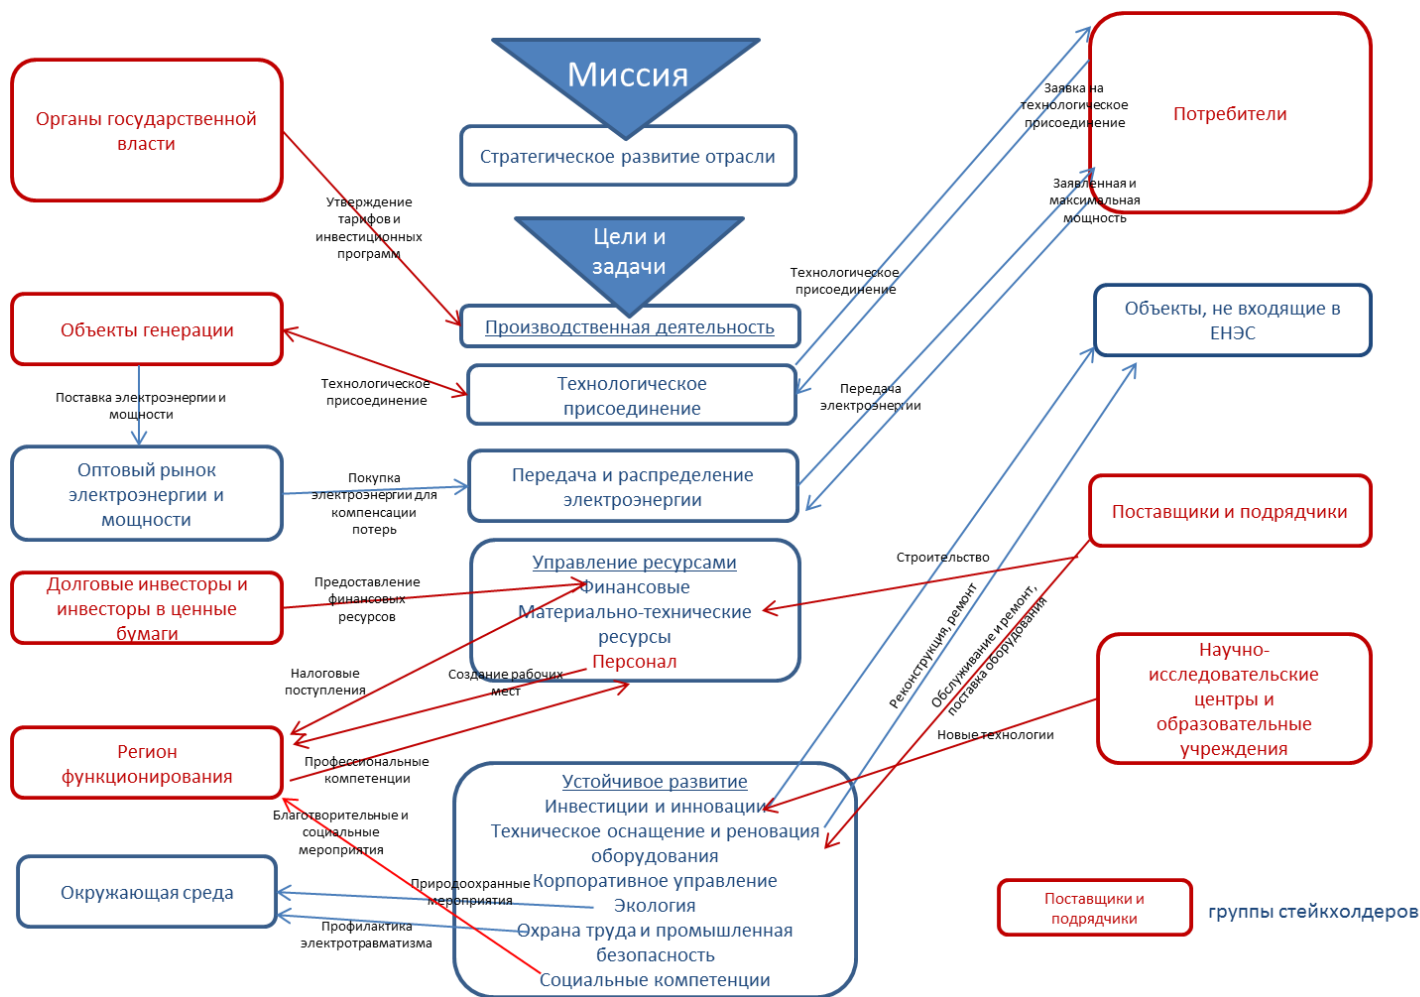 Миссия
Стратегическое развитие отрасли
Цели и
задачи
Производственная деятельность
Технологическое
присоединение
Передача и распределение
электроэнергии
Управление ресурсами
Финансовые
Материально-технические
ресурсы
Персонал
Устойчивое развитие
Инвестиции и инновации
Техническое оснащение и реновация
оборудования
Корпоративное управление
Экология
Охрана труда и промышленная
безопасность
Социальные компетенции
Органы государственной
власти
Утверждение
тарифов и
инвестиционных
программ
Объекты генерации
Технологическое
присоединение
Поставка электроэнергии и
мощности
Оптовый рынок
электроэнергии и
мощности
Покупка
электроэнергии для
компенсации
потерь
Долговые инвесторы и
инвесторы в ценные
бумаги
Предоставление
финансовых
ресурсов
Налоговые
поступления
Создание рабочих
мест
Регион
функционирования
Профессиональные
компетенции
Благотворительные и
социальные
мероприятия
Окружающая среда
Природоохранные
мероприятия
Профилактика
электротравматизма
Потребители
Заявка на
технологическое
присоединение
Заявленная и
максимальная
мощность
Технологическое
присоединение
Передача
электроэнергии
Объекты, не входящие в
ЕНЭС
Поставщики и подрядчики
Строительство
Реконструкция, ремонт
Обслуживание и ремонт,
поставка оборудования
Научно-
исследовательские
центры и
образовательные
учреждения
Новые технологии
Поставщики и
подрядчики
группы стейкхолдеров